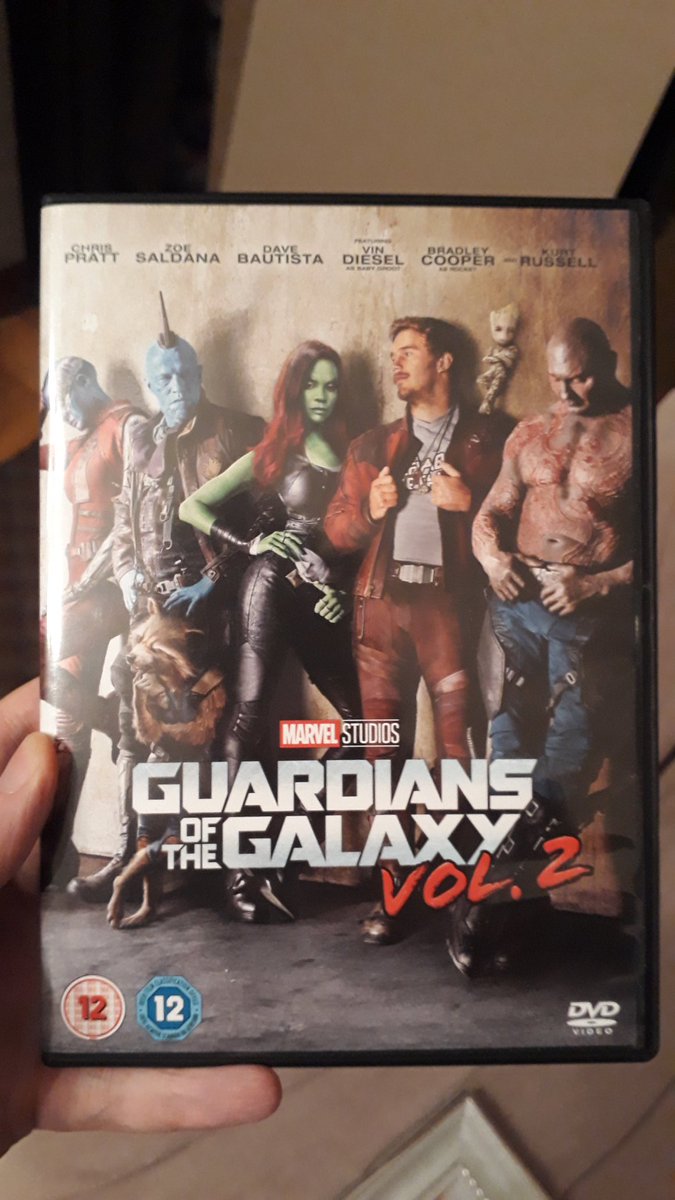 CHRIS PRATT
ZOE SALDANA
DAVE BAUTISTA
FEATURING VIN DIESEL AS BABY GROOT
BRADLEY COOPER AS ROCKET
AND KURT RUSSELL
MARVEL STUDIOS
GUARDIANS
OF THE GALAXY
VOL. 2
12
12
DVD
VIDEO